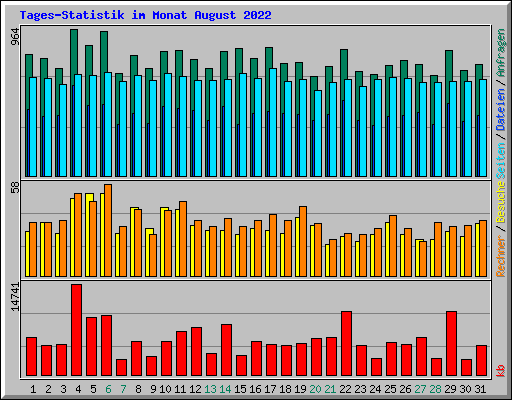 Tages-Statistik im Monat August 2022
964
58
14741
Rechner / Besuche Seiten / Dateien / Anfragen
kb
1 2 3 4 5 6 7 8 9 10 11 12 13 14 15 16 17 18 19 20 21 22 23 24 25 26 27 28 29 30 31